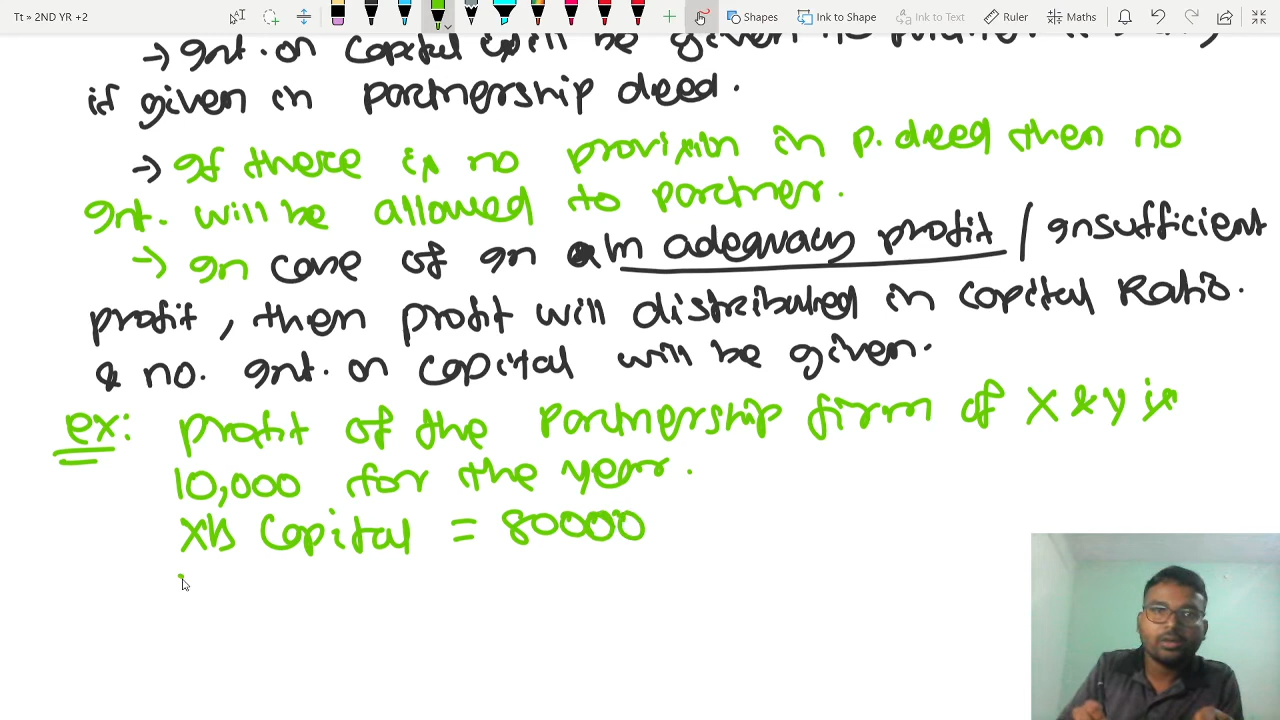 Tt » 2ND YR +2
Shapes Ink to Shape Ink to Text Ruler Maths
→ Int. on capital will be given to
if given in partnership deed.
→ If there is no provision in p. deed then no
Int. will be allowed to partner.
→ In case of In adequacy profit / Insufficient
profit, then profit will distributed in capital Ratio.
& no. Int. on capital will be given.
ex: profit of the partnership firm of X & Y is
10,000 for the year.
X's Capital = 80000